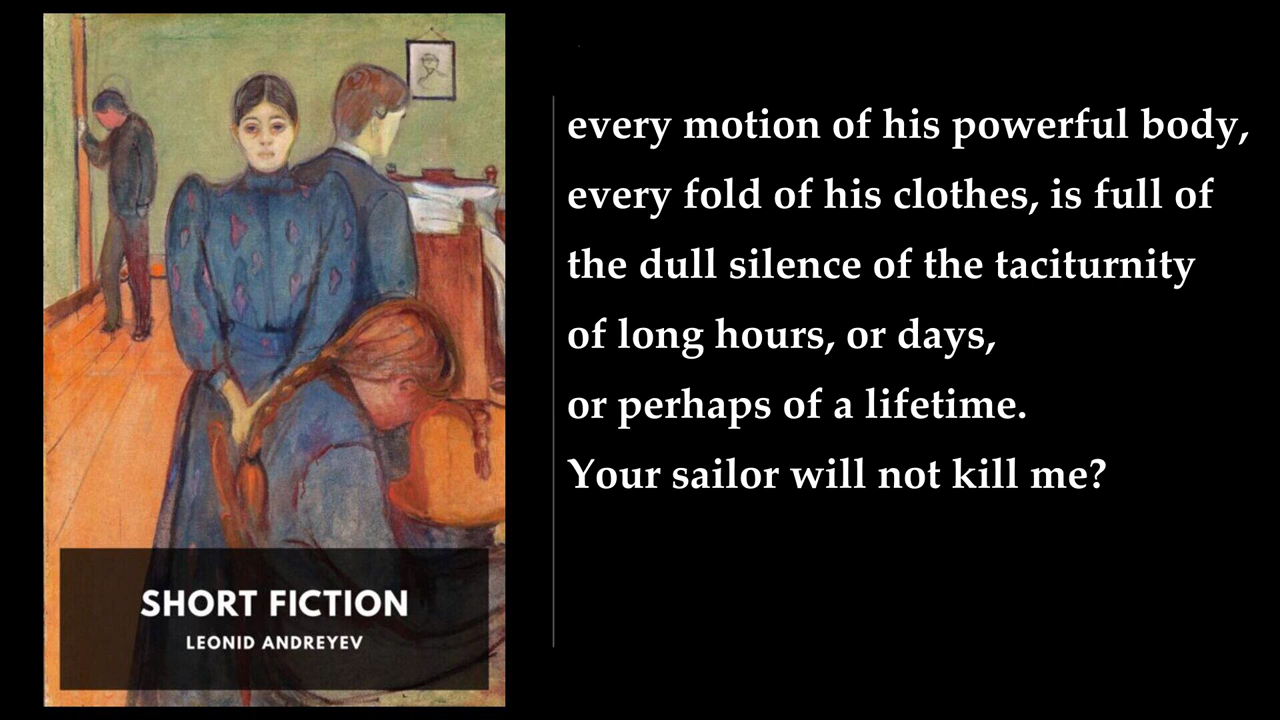 SHORT FICTION
LEONID ANDREYEV
every motion of his powerful body,
every fold of his clothes, is full of
the dull silence of the taciturnity
of long hours, or days,
or perhaps of a lifetime.
Your sailor will not kill me?